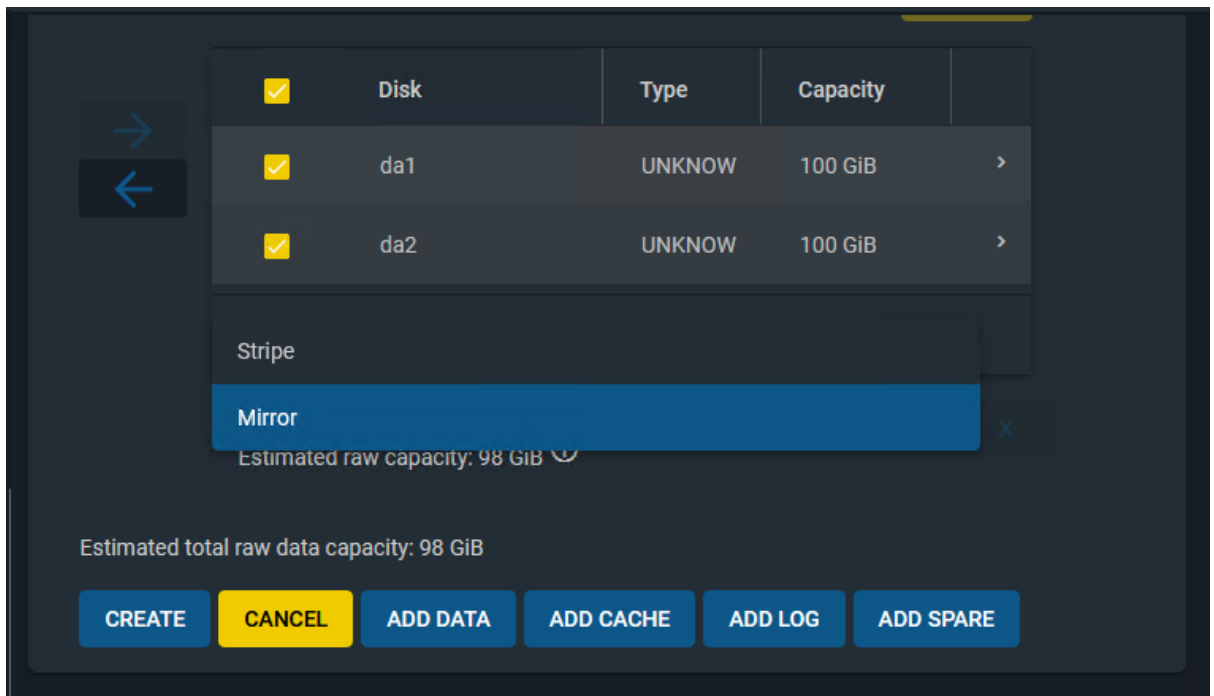 Disk Type Capacity
da1 UNKNOW 100 GiB
da2 UNKNOW 100 GiB
Stripe
Mirror
X
Estimated raw capacity: 98 GiB
Estimated total raw data capacity: 98 GiB
CREATE CANCEL ADD DATA ADD CACHE ADD LOG ADD SPARE